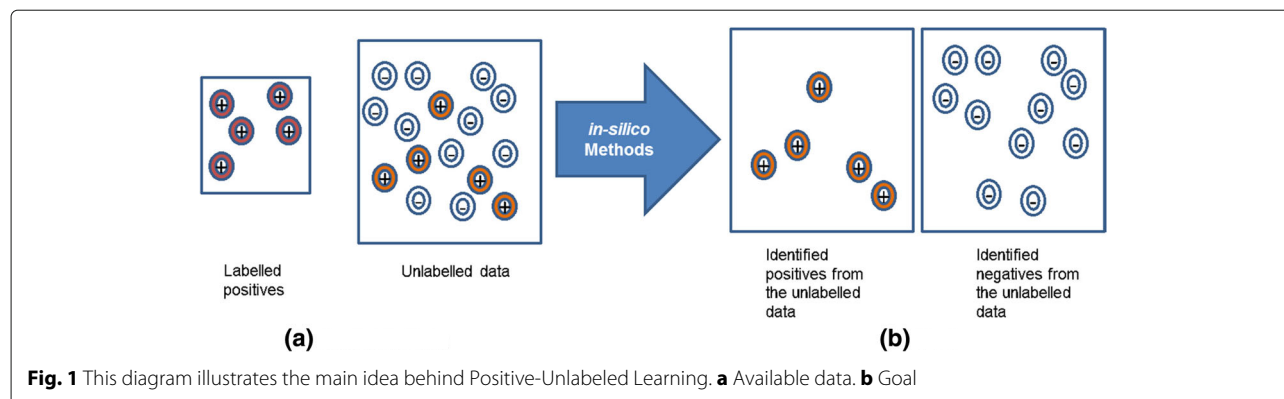 in-silico
Methods
Labelled
positives
Unlabelled data
Identified
positives from
the unlabelled
data
Identified
negatives from
the unlabelled
data
(a)
(b)
Fig. 1 This diagram illustrates the main idea behind Positive-Unlabeled Learning. a Available data. b Goal